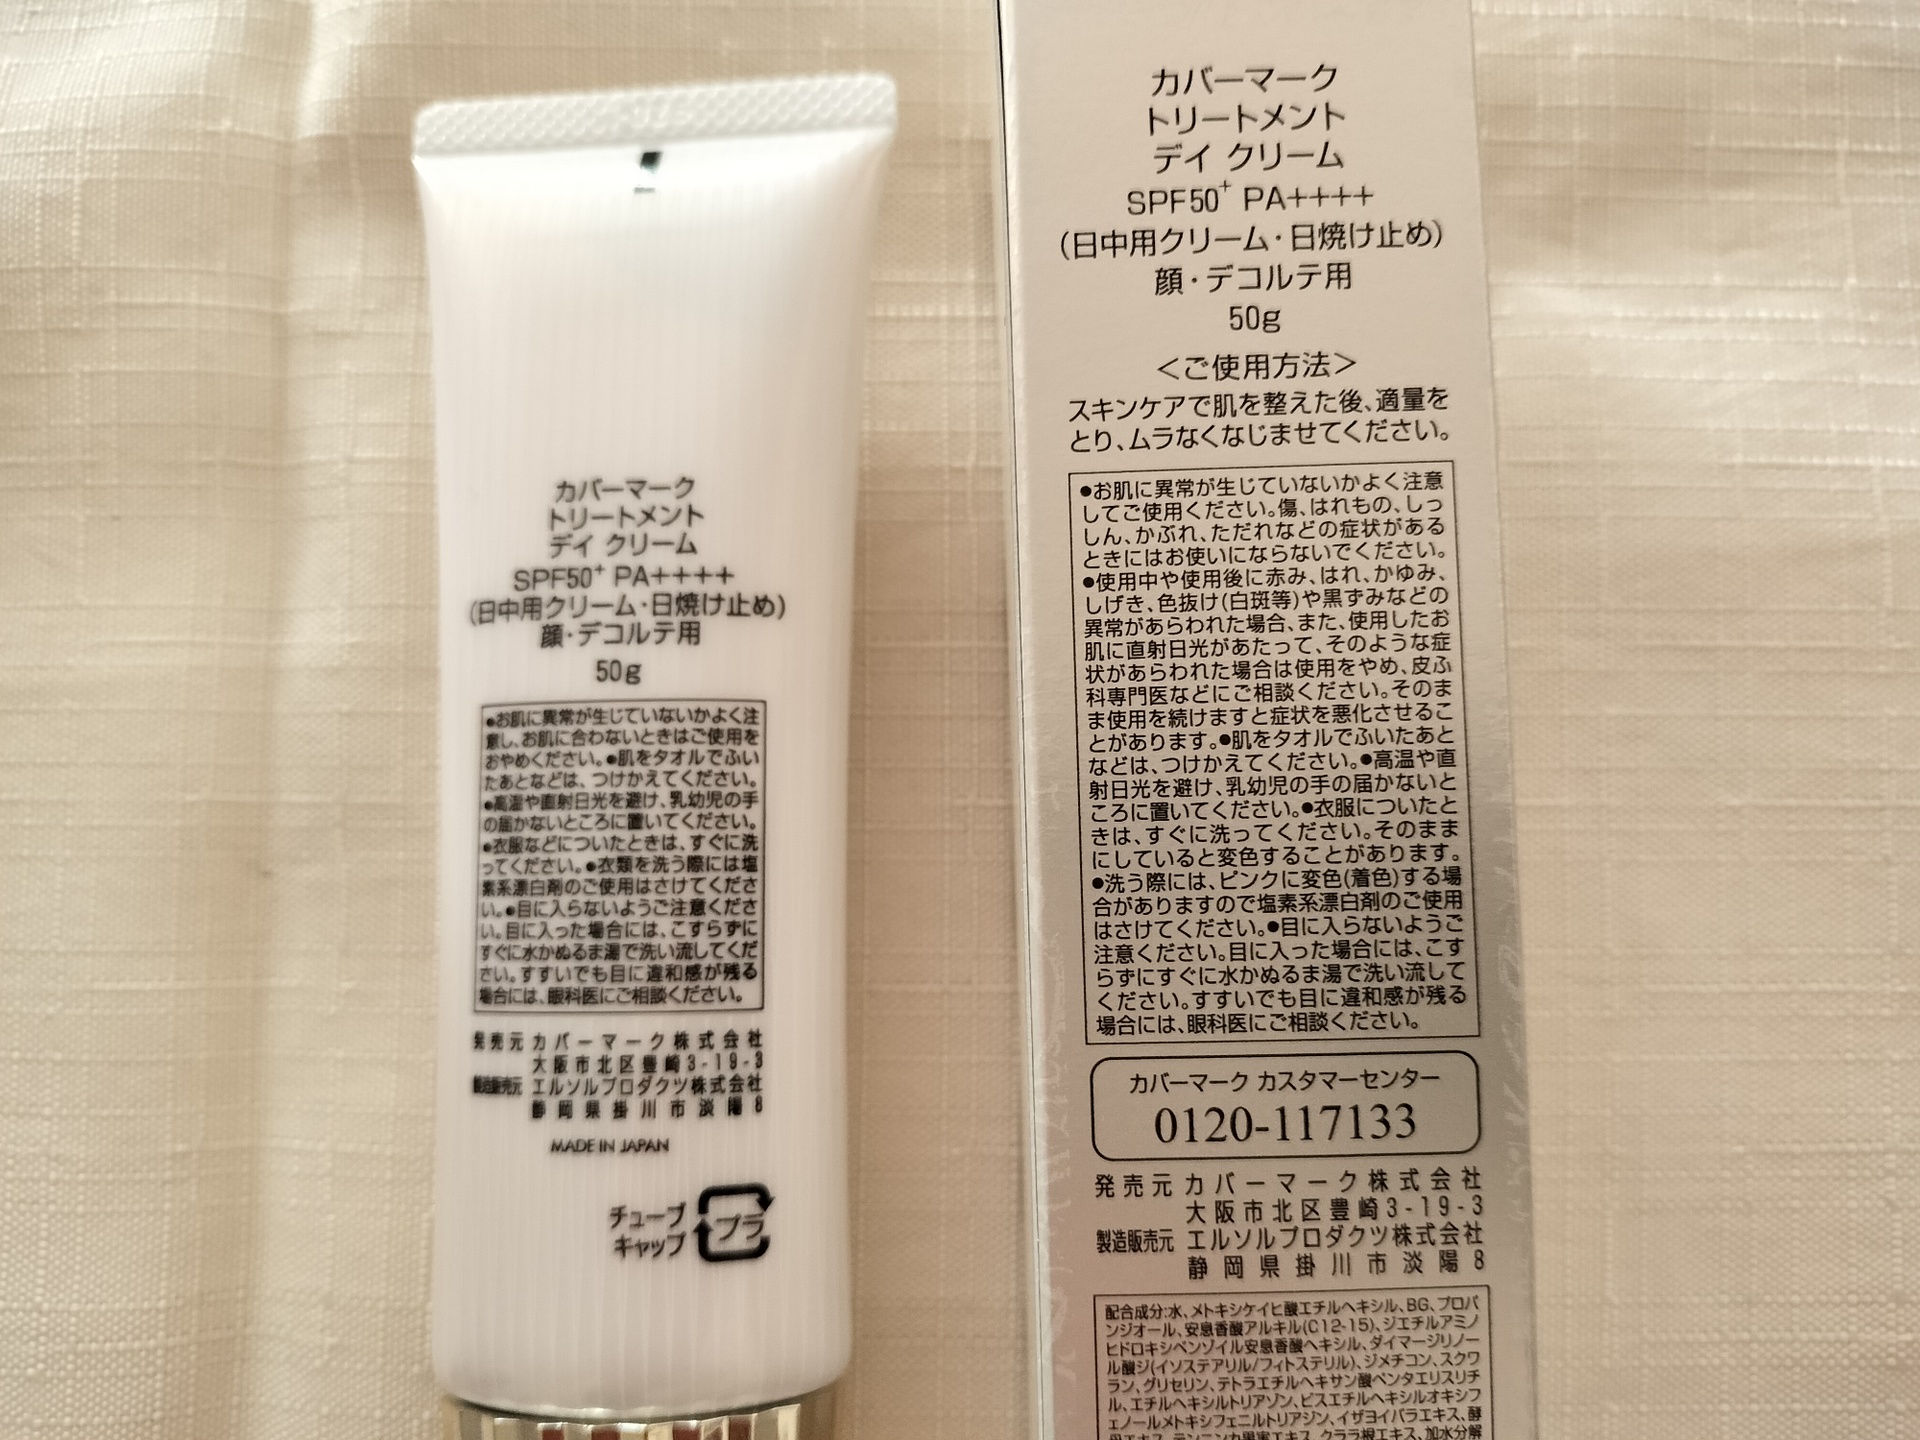 カバーマーク
トリートメント
デイ クリーム
SPF50+ PA++++
(日中用クリーム・日焼け止め)
顔・デコルテ用
50g
●お肌に異常が生じていないかよく注
意し、お肌に合わないときはご使用を
おやめください。●肌をタオルでふい
たあとなどは、つけかえてください。
●高温や直射日光を避け、乳幼児の手
の届かないところに置いてください。
●衣服などについたときは、すぐに洗
ってください。●衣類を洗う際には塩
素系漂白剤のご使用はさけてくださ
い。●目に入らないようご注意くださ
い。目に入った場合には、こすらずに
すぐに水かぬるま湯で洗い流してくだ
さい。すすいでも目に違和感が残る
場合には、眼科医にご相談ください。
発売元 カバーマーク株式会社
大阪市北区豊崎3-19-3
製造販売元 エルソルプロダクツ株式会社
静岡県掛川市淡陽8
MADE IN JAPAN
チューブ
キャップ
プラ
カバーマーク
トリートメント
デイ クリーム
SPF50+ PA++++
(日中用クリーム・日焼け止め)
顔・デコルテ用
50g
＜ご使用方法＞
スキンケアで肌を整えた後、適量を
とり、ムラなくなじませてください。
●お肌に異常が生じていないかよく注意
してご使用ください。傷、はれもの、しっ
しん、かぶれ、ただれなどの症状がある
ときにはお使いにならないでください。
●使用中や使用後に赤み、はれ、かゆみ、
しげき、色抜け(白斑等)や黒ずみなどの
異常があらわれた場合、また、使用したお
肌に直射日光があたって、そのような症
状があらわれた場合は使用をやめ、皮ふ
科専門医などにご相談ください。そのま
ま使用を続けますと症状を悪化させるこ
とがあります。●肌をタオルでふいたあと
などは、つけかえてください。●高温や直
射日光を避け、乳幼児の手の届かないと
ころに置いてください。●衣服についたと
きは、すぐに洗ってください。そのまま
にしていると変色することがあります。
●洗う際には、ピンクに変色(着色)する場
合がありますので塩素系漂白剤のご使用
はさけてください。●目に入らないようご
注意ください。目に入った場合には、こす
らずにすぐに水かぬるま湯で洗い流して
ください。すすいでも目に違和感が残る
場合には、眼科医にご相談ください。
カバーマーク カスタマーセンター
0120-117133
発売元 カバーマーク株式会社
大阪市北区豊崎3-19-3
製造販売元 エルソルプロダクツ株式会社
静岡県掛川市淡陽8
配合成分:水、メトキシケイヒ酸エチルヘキシル、BG、プロパ
ンジオール、安息香酸アルキル(C12-15)、ジエチルアミノ
ヒドロキシベンゾイル安息香酸ヘキシル、ダイマージリノー
ル酸ジ(イソステアリル/フィトステリル)、ジメチコン、スクワ
ラン、グリセリン、テトラエチルヘキサン酸ペンタエリスリチ
ル、エチルヘキシルトリアゾン、ビスエチルヘキシルオキシフ
ェノールメトキシフェニルトリアジン、イザヨイバラエキス、酵
母エキス、テンニンカ果実エキス、クララ根エキス、加水分解